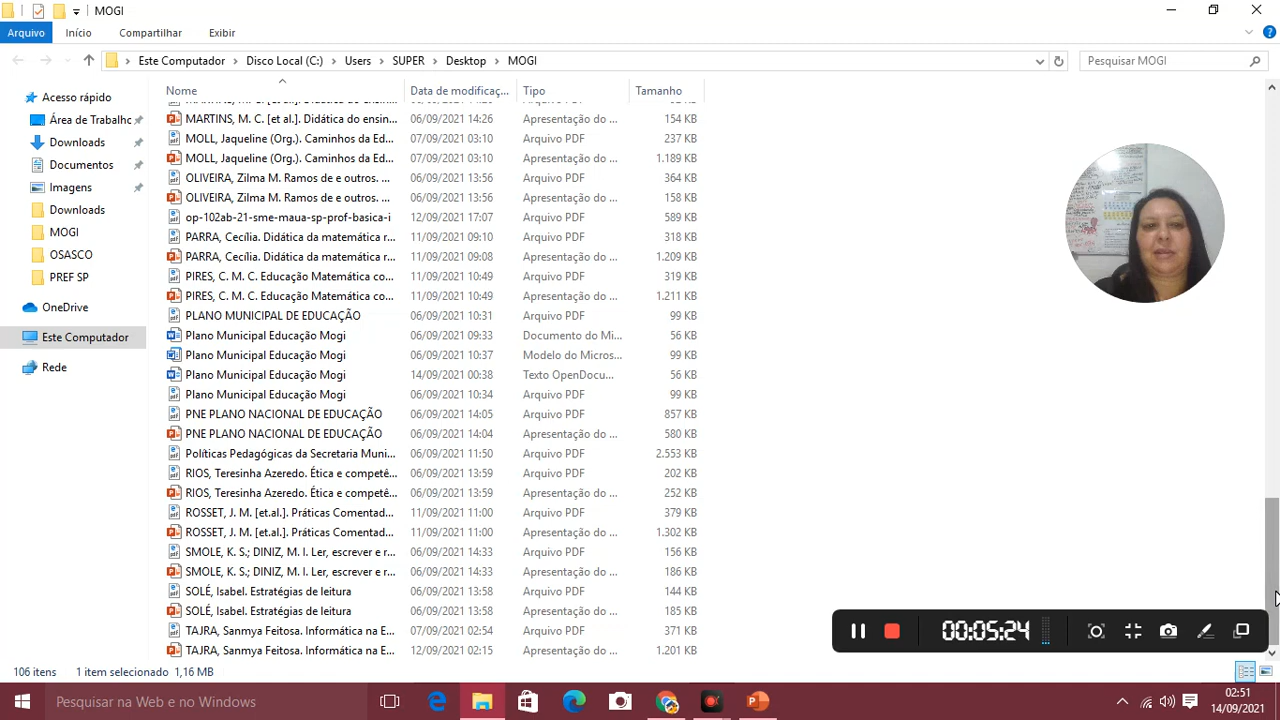 MOGI
Arquivo Início Compartilhar Exibir
Este Computador Disco Local (C:) Users SUPER Desktop MOGI Pesquisar MOGI
Nome Data de modificaç... Tipo Tamanho
Acesso rápido
Área de Trabalho
Downloads
Documentos
Imagens
Downloads
MOGI
OSASCO
PREF SP
OneDrive
Este Computador
Rede
MARTINS, M. C. [et al.]. Didática do ensin... 06/09/2021 14:26 Apresentação do ... 154 KB
MOLL, Jaqueline (Org.). Caminhos da Ed... 07/09/2021 03:10 Arquivo PDF 237 KB
MOLL, Jaqueline (Org.). Caminhos da Ed... 07/09/2021 03:10 Apresentação do ... 1.189 KB
OLIVEIRA, Zilma M. Ramos de e outros. ... 06/09/2021 13:56 Arquivo PDF 364 KB
OLIVEIRA, Zilma M. Ramos de e outros. ... 06/09/2021 13:56 Apresentação do ... 158 KB
op-102ab-21-sme-maua-sp-prof-basica-i 12/09/2021 17:07 Arquivo PDF 589 KB
PARRA, Cecília. Didática da matemática r... 11/09/2021 09:10 Arquivo PDF 318 KB
PARRA, Cecília. Didática da matemática r... 11/09/2021 09:08 Apresentação do ... 1.209 KB
PIRES, C. M. C. Educação Matemática co... 11/09/2021 10:49 Arquivo PDF 319 KB
PIRES, C. M. C. Educação Matemática co... 11/09/2021 10:49 Apresentação do ... 1.211 KB
PLANO MUNICIPAL DE EDUCAÇÃO 06/09/2021 10:31 Arquivo PDF 99 KB
Plano Municipal Educação Mogi 06/09/2021 09:33 Documento do Mi... 56 KB
Plano Municipal Educação Mogi 06/09/2021 10:37 Modelo do Micros... 99 KB
Plano Municipal Educação Mogi 14/09/2021 00:38 Texto OpenDocu... 56 KB
Plano Municipal Educação Mogi 06/09/2021 10:34 Arquivo PDF 99 KB
PNE PLANO NACIONAL DE EDUCAÇÃO 06/09/2021 14:05 Arquivo PDF 857 KB
PNE PLANO NACIONAL DE EDUCAÇÃO 06/09/2021 14:04 Apresentação do ... 580 KB
Políticas Pedagógicas da Secretaria Muni... 06/09/2021 11:50 Arquivo PDF 2.553 KB
RIOS, Teresinha Azeredo. Ética e competê... 06/09/2021 13:59 Arquivo PDF 202 KB
RIOS, Teresinha Azeredo. Ética e competê... 06/09/2021 13:59 Apresentação do ... 252 KB
ROSSET, J. M. [et.al.]. Práticas Comentad... 11/09/2021 11:00 Arquivo PDF 379 KB
ROSSET, J. M. [et.al.]. Práticas Comentad... 11/09/2021 11:00 Apresentação do ... 1.302 KB
SMOLE, K. S.; DINIZ, M. I. Ler, escrever e r... 06/09/2021 14:33 Arquivo PDF 156 KB
SMOLE, K. S.; DINIZ, M. I. Ler, escrever e r... 06/09/2021 14:33 Apresentação do ... 186 KB
SOLÉ, Isabel. Estratégias de leitura 06/09/2021 13:58 Arquivo PDF 144 KB
SOLÉ, Isabel. Estratégias de leitura 06/09/2021 13:58 Apresentação do ... 185 KB
TAJRA, Sanmya Feitosa. Informática na E... 07/09/2021 02:54 Arquivo PDF 371 KB
TAJRA, Sanmya Feitosa. Informática na E... 12/09/2021 02:15 Apresentação do ... 1.201 KB
00:05:24
106 itens 1 item selecionado 1,16 MB
Pesquisar na Web e no Windows
02:51
14/09/2021